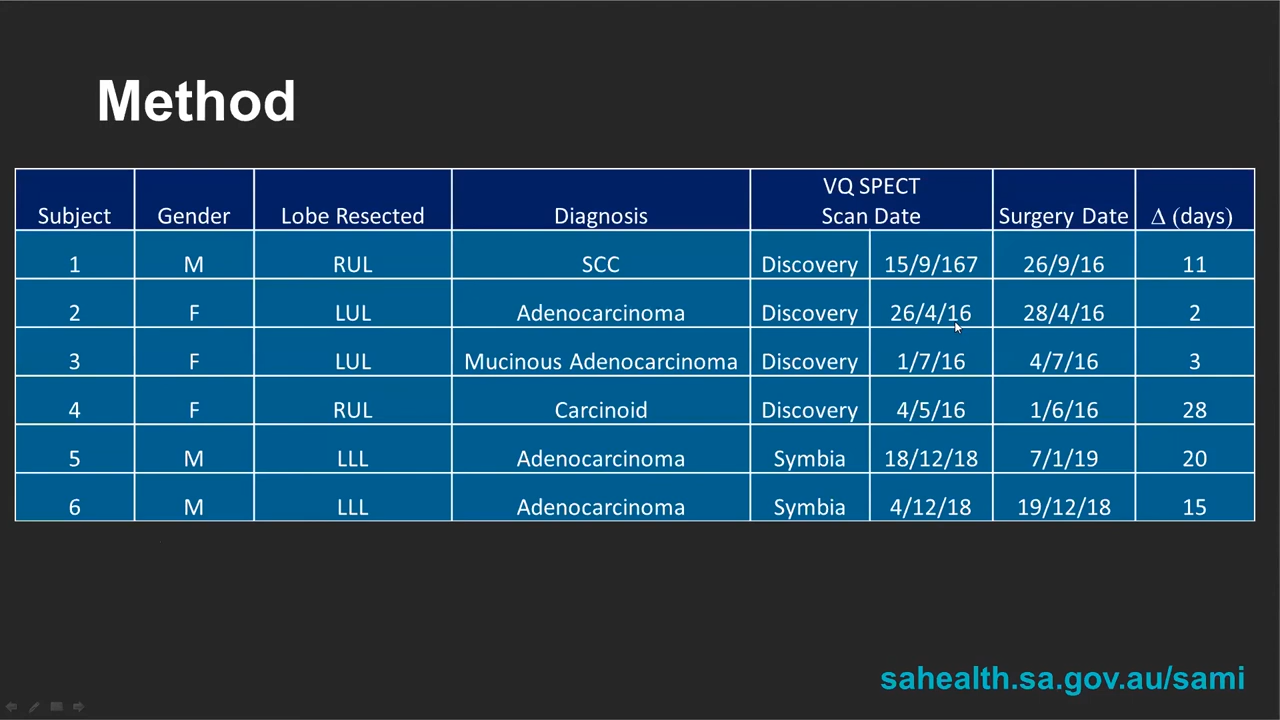 Method
VQ SPECT
Subject Gender Lobe Resected Diagnosis Scan Date Surgery Date Δ (days)
1 M RUL SCC Discovery 15/9/167 26/9/16 11
2 F LUL Adenocarcinoma Discovery 26/4/16 28/4/16 2
3 F LUL Mucinous Adenocarcinoma Discovery 1/7/16 4/7/16 3
4 F RUL Carcinoid Discovery 4/5/16 1/6/16 28
5 M LLL Adenocarcinoma Symbia 18/12/18 7/1/19 20
6 M LLL Adenocarcinoma Symbia 4/12/18 19/12/18 15
sahealth.sa.gov.au/sami